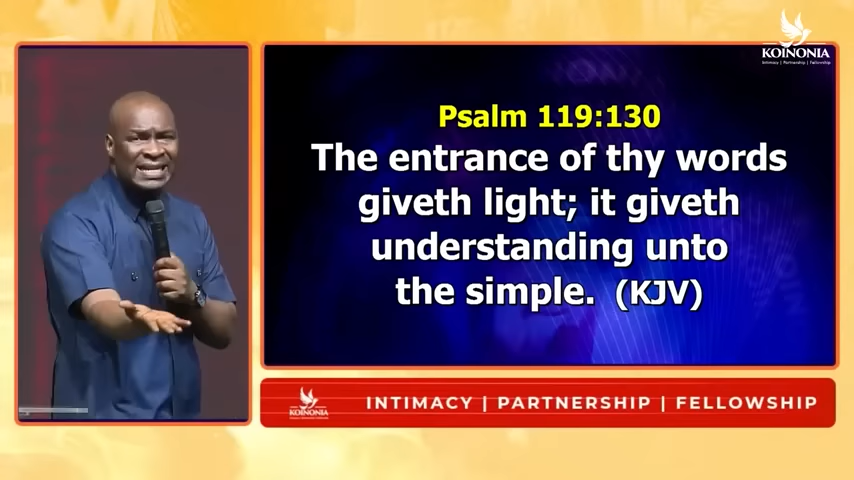 KOINONIA
Intimacy | Partnership | Fellowship
Psalm 119:130
The entrance of thy words
giveth light; it giveth
understanding unto
the simple. (KJV)
KOINONIA
INTIMACY | PARTNERSHIP | FELLOWSHIP